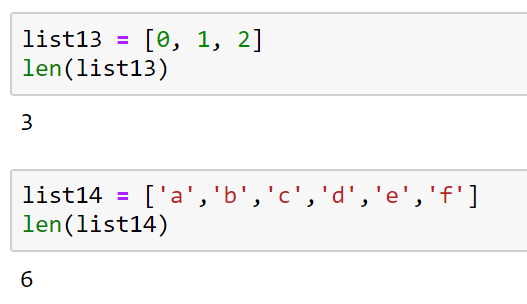 list13 = [0, 1, 2]
len(list13)
3
list14 = ['a','b','c','d','e','f']
len(list14)
6